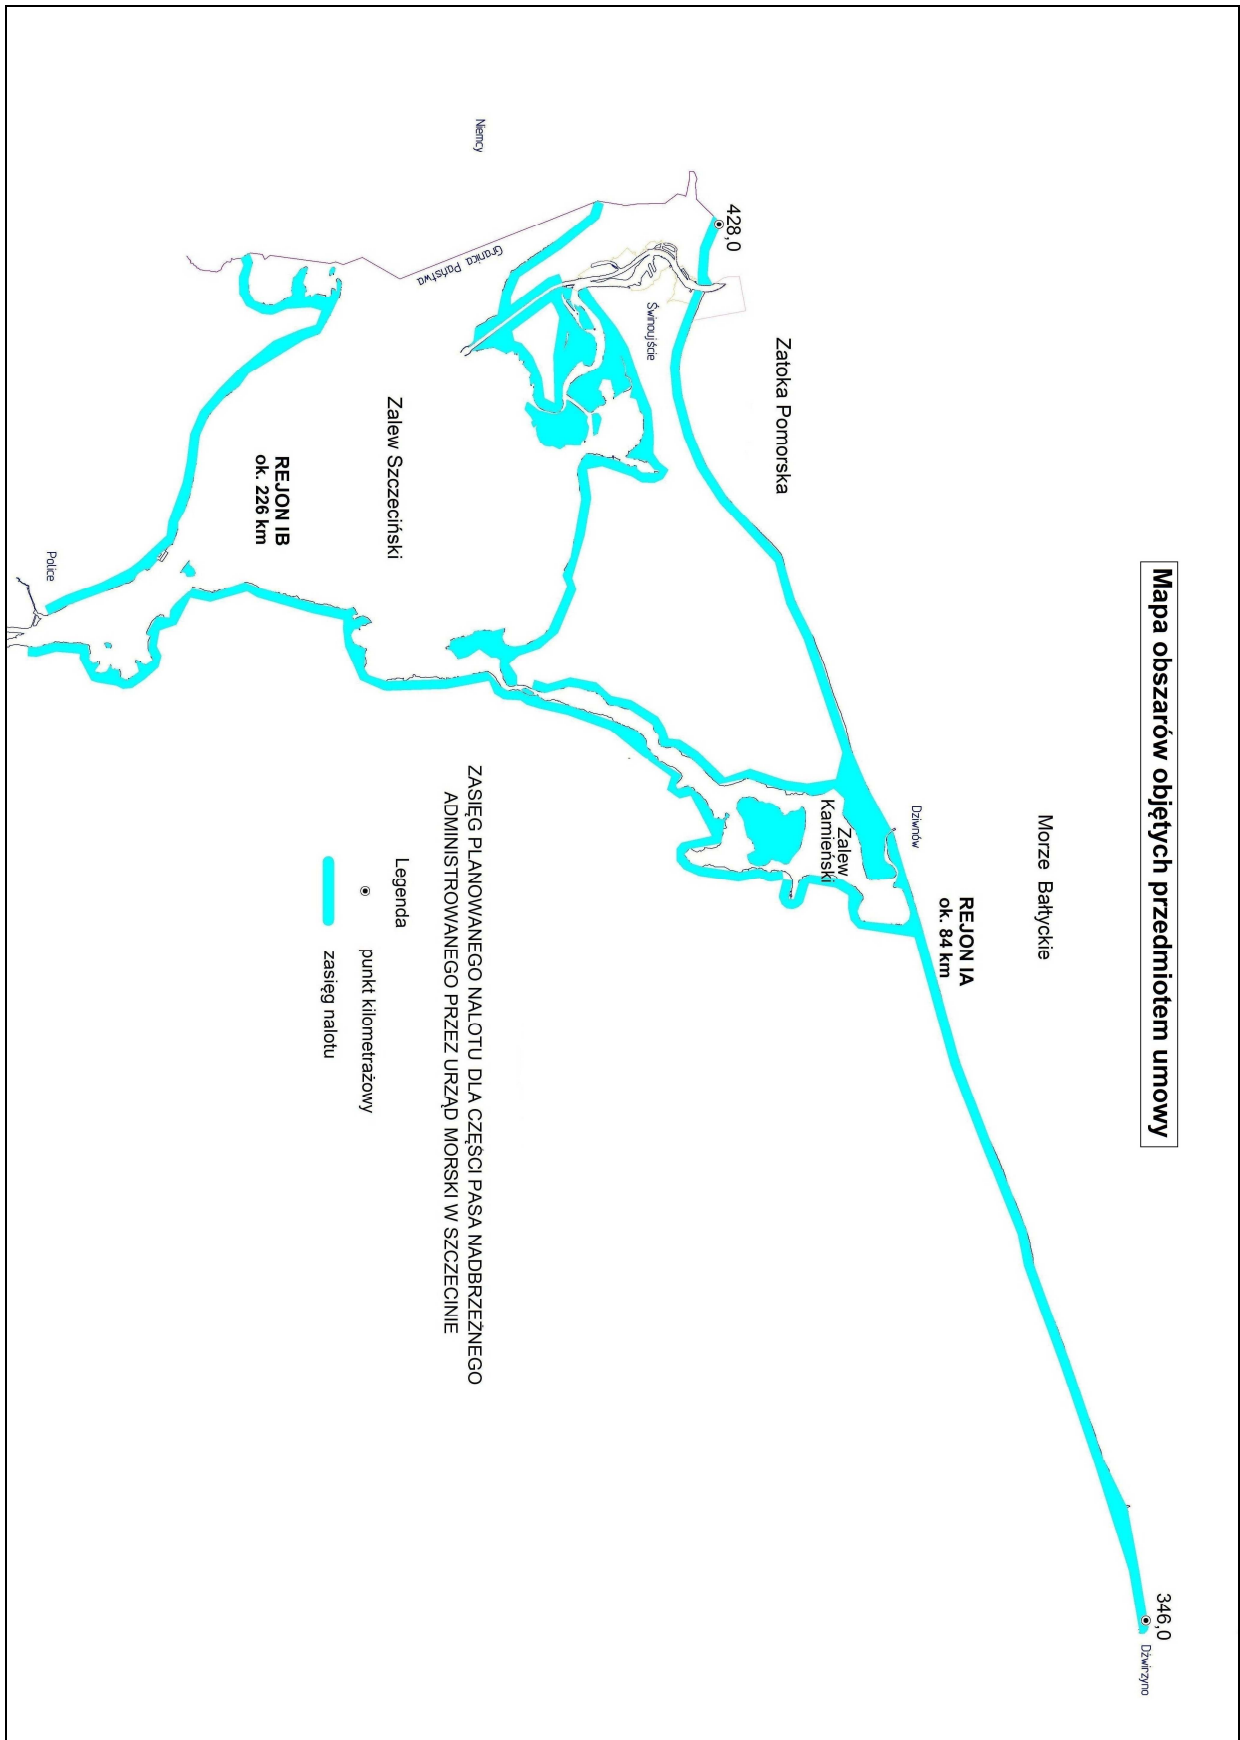 Mapa obszarów objętych przedmiotem umowy
346,0
Dźwirzyno
Morze Bałtyckie
REJON IA
ok. 84 km
Dziwnów
Zalew
Kamieński
Zatoka Pomorska
428,0
Świnoujście
Niemcy
Granica Państwa
Zalew Szczeciński
REJON IB
ok. 226 km
Police
ZASIĘG PLANOWANEGO NALOTU DLA CZĘŚCI PASA NADBRZEŻNEGO
ADMINISTROWANEGO PRZEZ URZĄD MORSKI W SZCZECINIE
Legenda
punkt kilometrażowy
zasięg nalotu